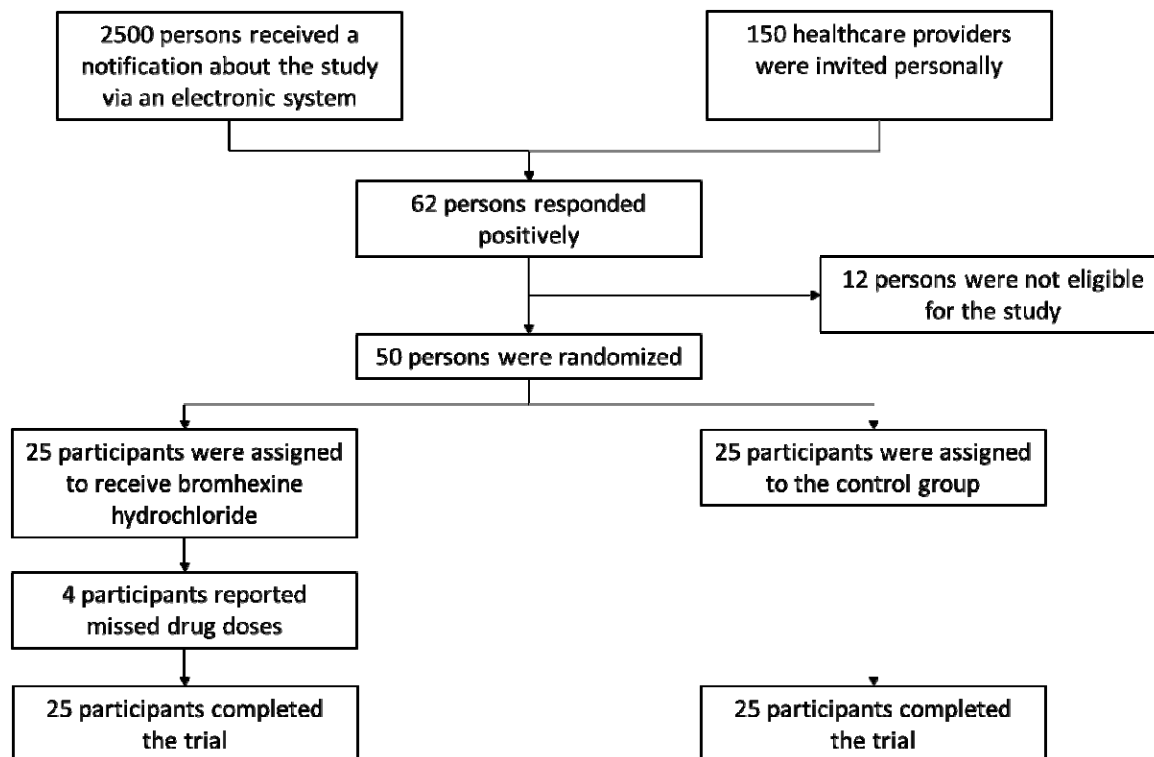 2500 persons received a
notification about the study
via an electronic system
150 healthcare providers
were invited personally
62 persons responded
positively
12 persons were not eligible
for the study
50 persons were randomized
25 participants were assigned
to receive bromhexine
hydrochloride
25 participants were assigned
to the control group
4 participants reported
missed drug doses
25 participants completed
the trial
25 participants completed
the trial